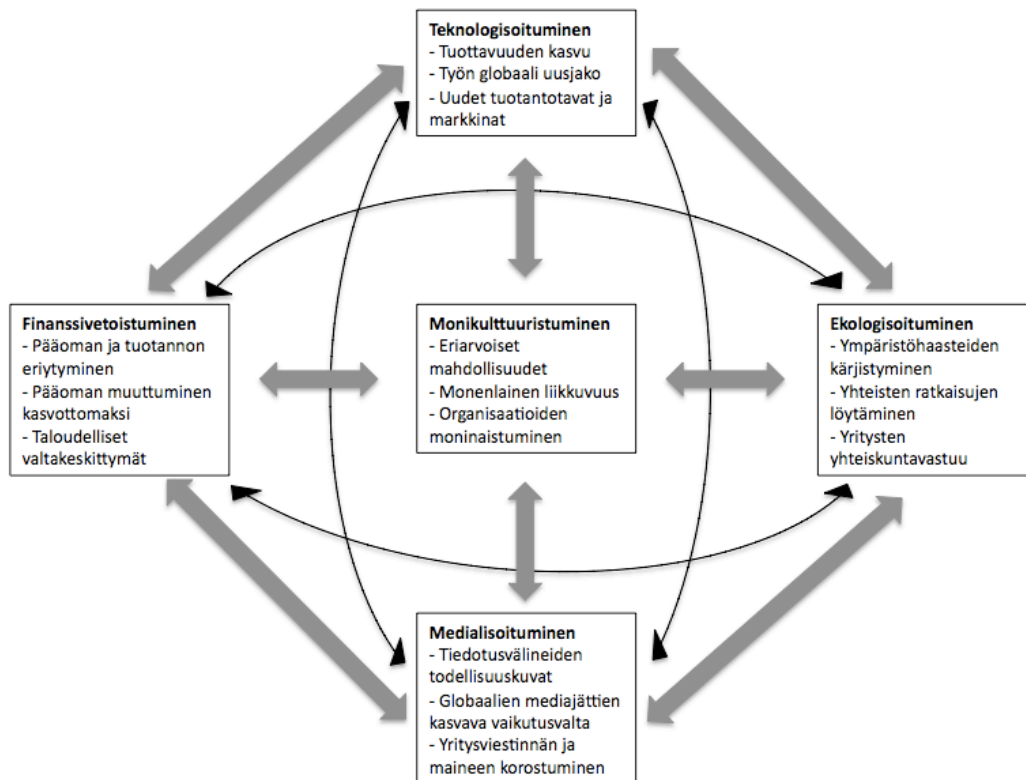 Teknologisoituminen
- Tuottavuuden kasvu
- Työn globaali uusjako
- Uudet tuotantotavat ja
markkinat
Finanssivetoistuminen
- Pääoman ja tuotannon
eriytyminen
- Pääoman muuttuminen
kasvottomaksi
- Taloudelliset
valtakeskittymät
Monikulttuuristuminen
- Eriarvoiset
mahdollisuudet
- Monenlainen liikkuvuus
- Organisaatioiden
moninaistuminen
Ekologisoituminen
- Ympäristöhaasteiden
kärjistyminen
- Yhteisten ratkaisujen
löytäminen
- Yritysten
yhteiskuntavastuu
Medialisoituminen
- Tiedotusvälineiden
todellisuuskuvat
- Globaalien mediajättien
kasvava vaikutusvalta
- Yritysviestinnän ja
maineen korostuminen